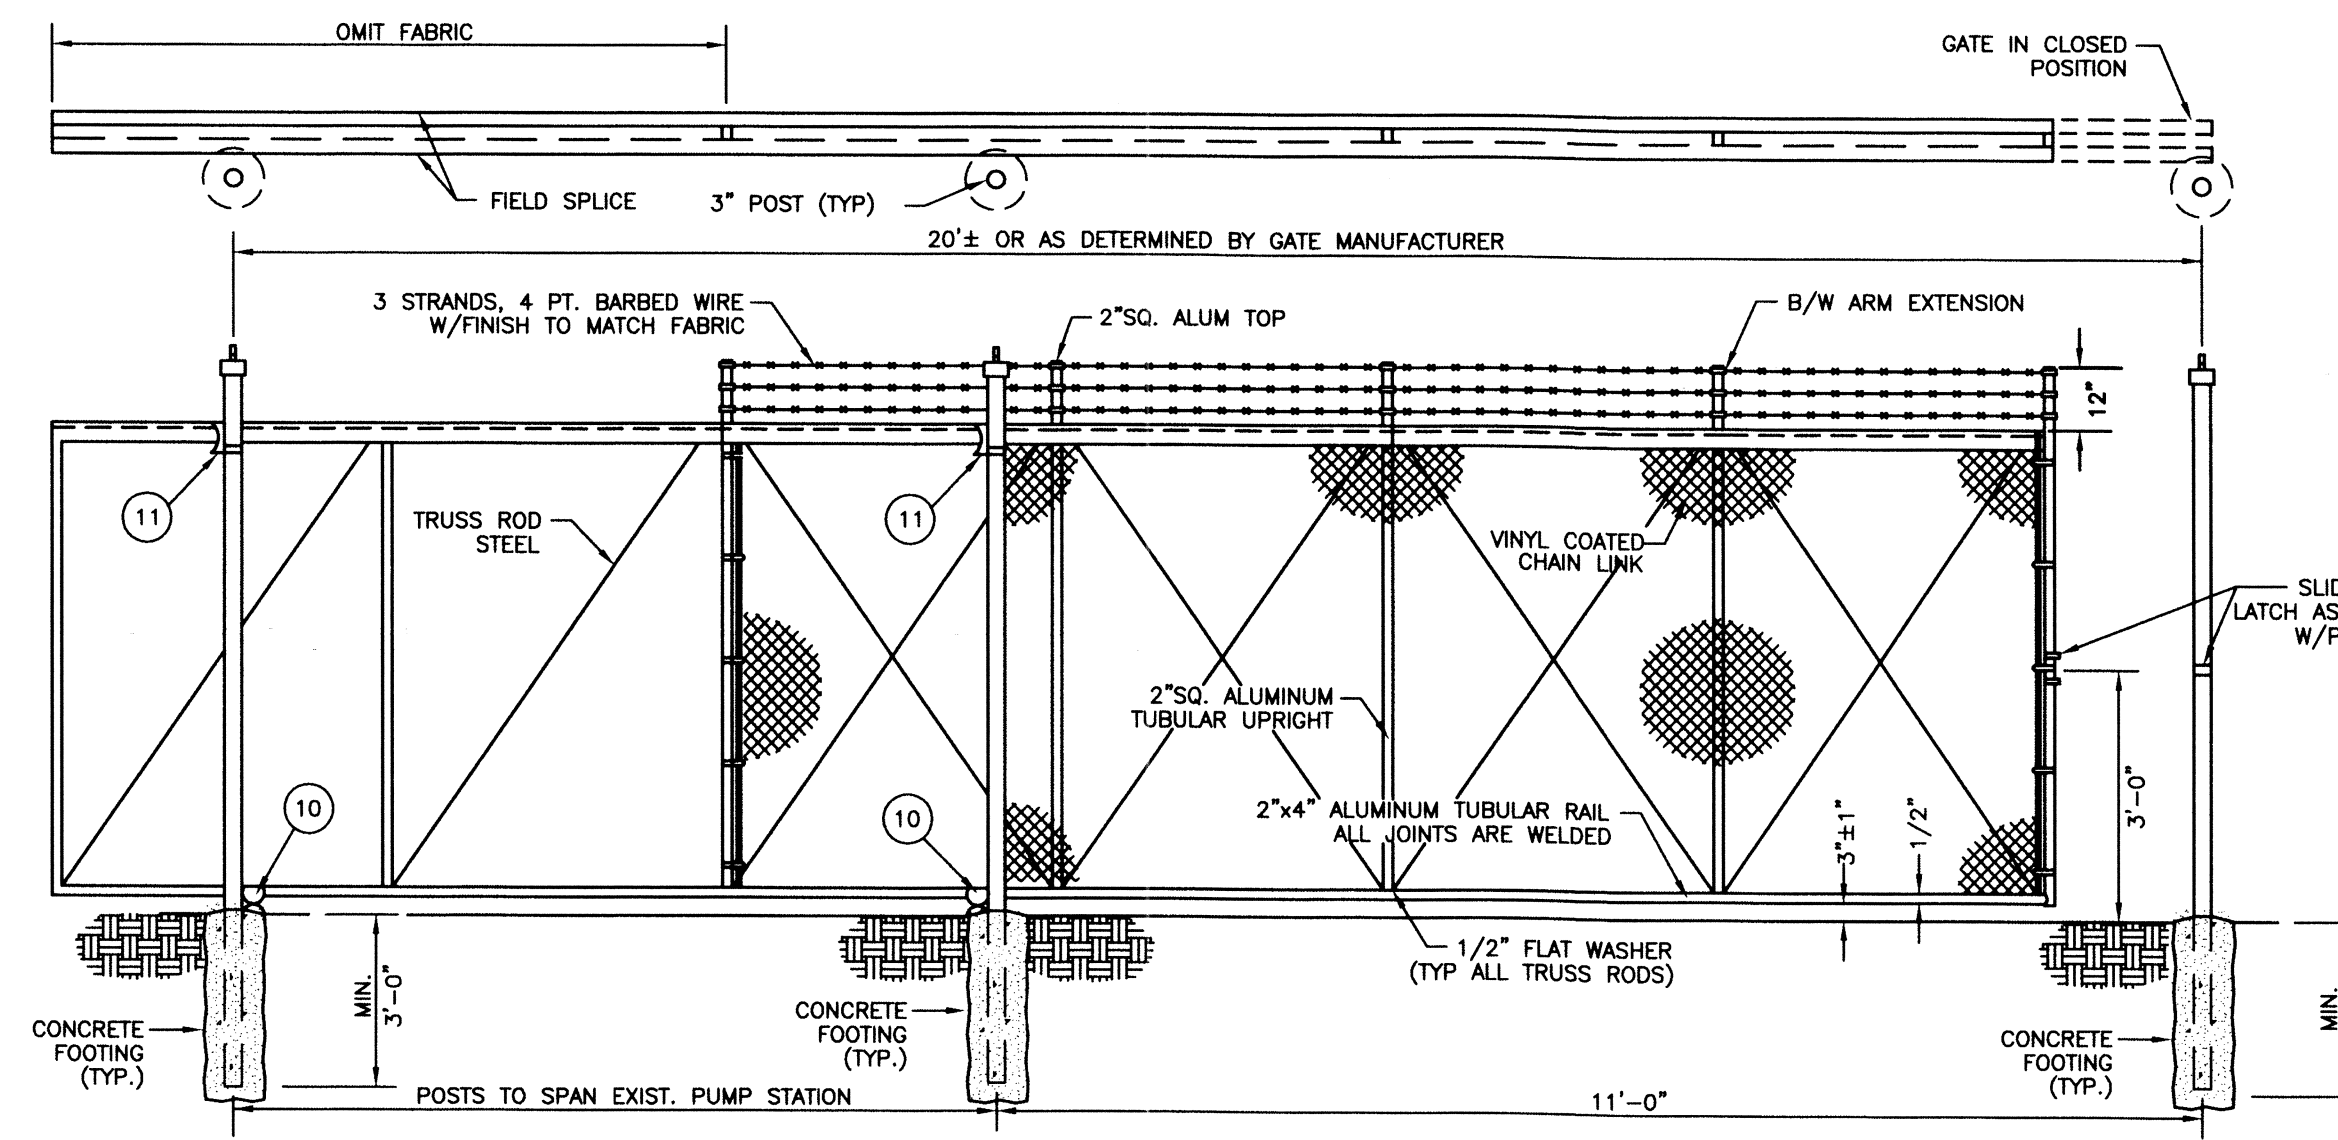 OMIT FABRIC
GATE IN CLOSED
POSITION
FIELD SPLICE
3" POST (TYP)
20'± OR AS DETERMINED BY GATE MANUFACTURER
3 STRANDS, 4 PT. BARBED WIRE
W/FINISH TO MATCH FABRIC
2"SQ. ALUM TOP
B/W ARM EXTENSION
12"
11
TRUSS ROD
STEEL
11
VINYL COATED
CHAIN LINK
SLID
LATCH AS
W/P
2"SQ. ALUMINUM
TUBULAR UPRIGHT
10
10
2"x4" ALUMINUM TUBULAR RAIL
ALL JOINTS ARE WELDED
3"±1"
1/2"
3'-0"
1/2" FLAT WASHER
(TYP ALL TRUSS RODS)
MIN.
3'-0"
CONCRETE
FOOTING
(TYP.)
CONCRETE
FOOTING
(TYP.)
CONCRETE
FOOTING
(TYP.)
MIN.
POSTS TO SPAN EXIST. PUMP STATION
11'-0"